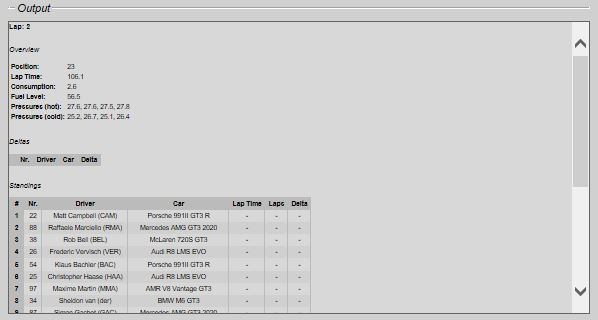 Output
Lap: 2
Overview
Position: 23
Lap Time: 106.1
Consumption: 2.6
Fuel Level: 56.5
Pressures (hot): 27.6, 27.6, 27.5, 27.8
Pressures (cold): 25.2, 26.7, 25.1, 26.4
Deltas
Nr. Driver Car Delta
Standings
# Nr. Driver Car Lap Time Laps Delta
1 22 Matt Campbell (CAM) Porsche 991II GT3 R - - -
2 88 Raffaele Marciello (RMA) Mercedes AMG GT3 2020 - - -
3 38 Rob Bell (BEL) McLaren 720S GT3 - - -
4 26 Frederic Vervisch (VER) Audi R8 LMS EVO - - -
5 54 Klaus Bachler (BAC) Porsche 991II GT3 R - - -
6 25 Christopher Haase (HAA) Audi R8 LMS EVO - - -
7 97 Maxime Martin (MMA) AMR V8 Vantage GT3 - - -
8 34 Sheldon van (der) BMW M6 GT3 - - -
9 87 Simon Gachet (GAC) Mercedes AMG GT3 2020 - - -